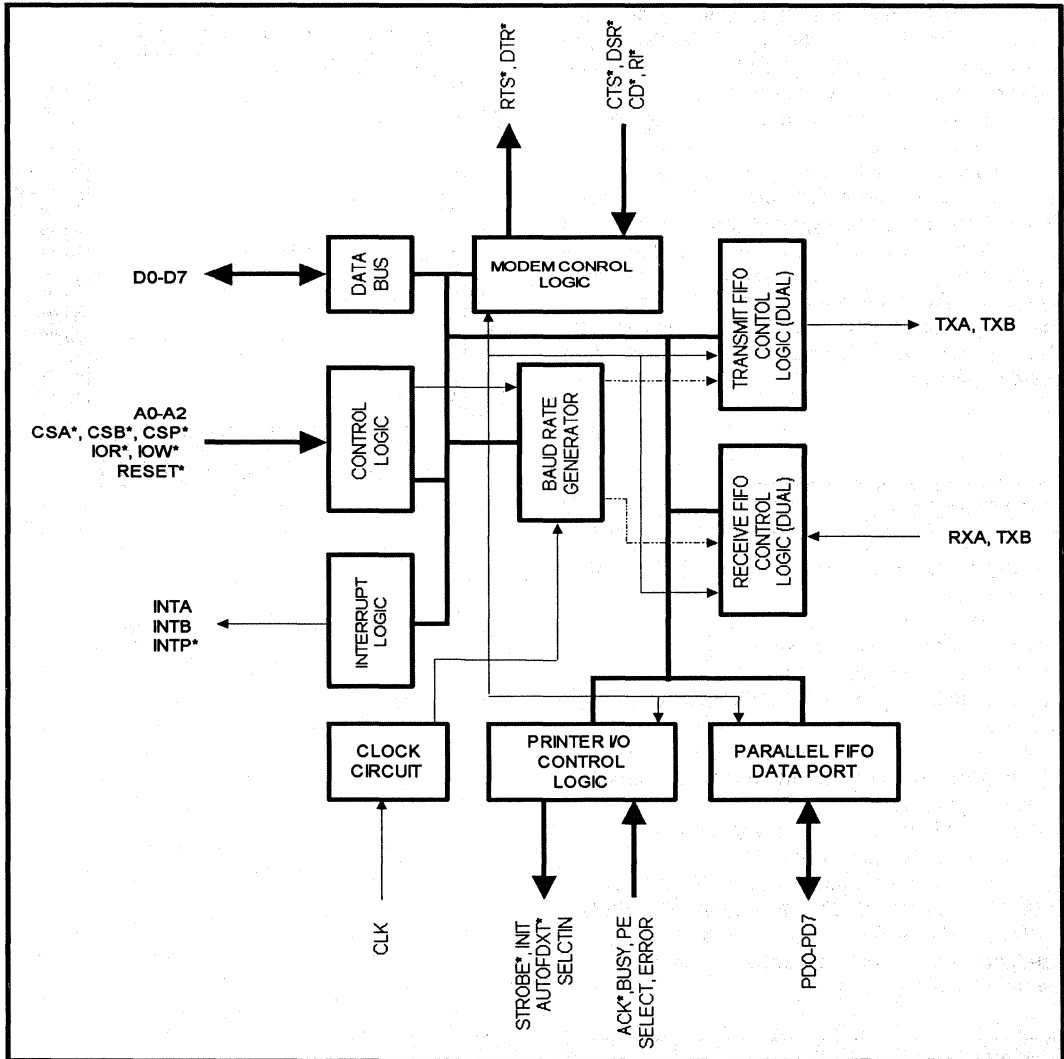 RTS*, DTR*
CTS*, DSR*
CD*, RI*
D0-D7
DATA
BUS
MODEM CONROL
LOGIC
TRANSMIT FIFO
CONTOL
LOGIC (DUAL)
TXA, TXB
A0-A2
CSA*, CSB*, CSP*
IOR*, IOW*
RESET*
CONTROL
LOGIC
BAUD RATE
GENERATOR
RECEIVE FIFO
CONTROL
LOGIC (DUAL)
RXA, TXB
INTA
INTB
INTP*
INTERRUPT
LOGIC
CLOCK
CIRCUIT
PRINTER I/O
CONTROL
LOGIC
PARALLEL FIFO
DATA PORT
CLK
STROBE*, INIT
AUTOFDXT*
SELCTIN
ACK*,BUSY, PE
SELECT, ERROR
PD0-PD7